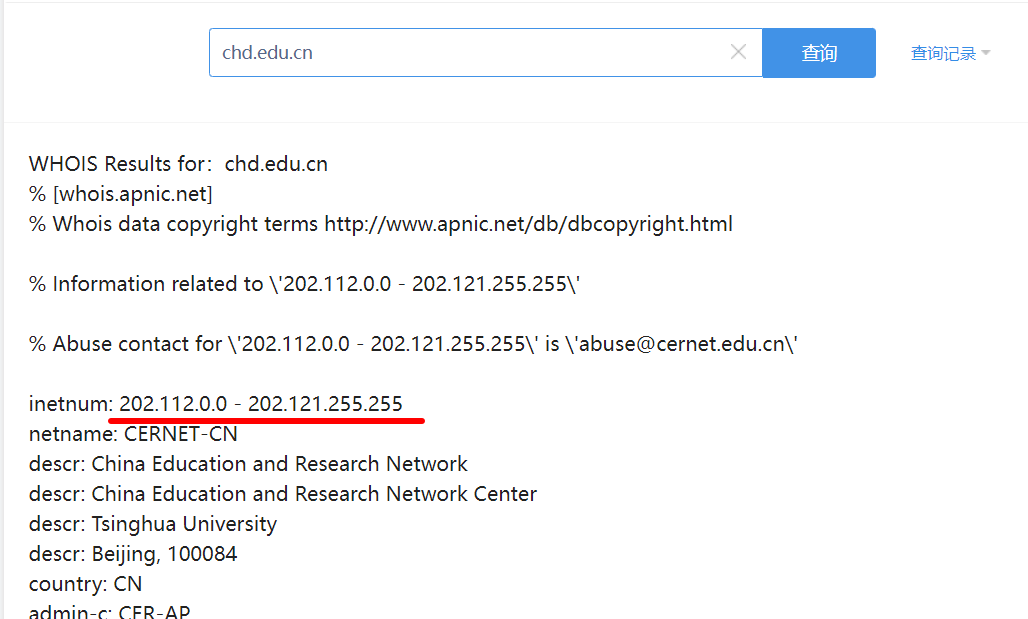 chd.edu.cn
查询
查询记录
WHOIS Results for：chd.edu.cn
% [whois.apnic.net]
% Whois data copyright terms http://www.apnic.net/db/dbcopyright.html
% Information related to \'202.112.0.0 - 202.121.255.255\'
% Abuse contact for \'202.112.0.0 - 202.121.255.255\' is \'abuse@cernet.edu.cn\'
inetnum: 202.112.0.0 - 202.121.255.255
netname: CERNET-CN
descr: China Education and Research Network
descr: China Education and Research Network Center
descr: Tsinghua University
descr: Beijing, 100084
country: CN
admin-c: CER-AP